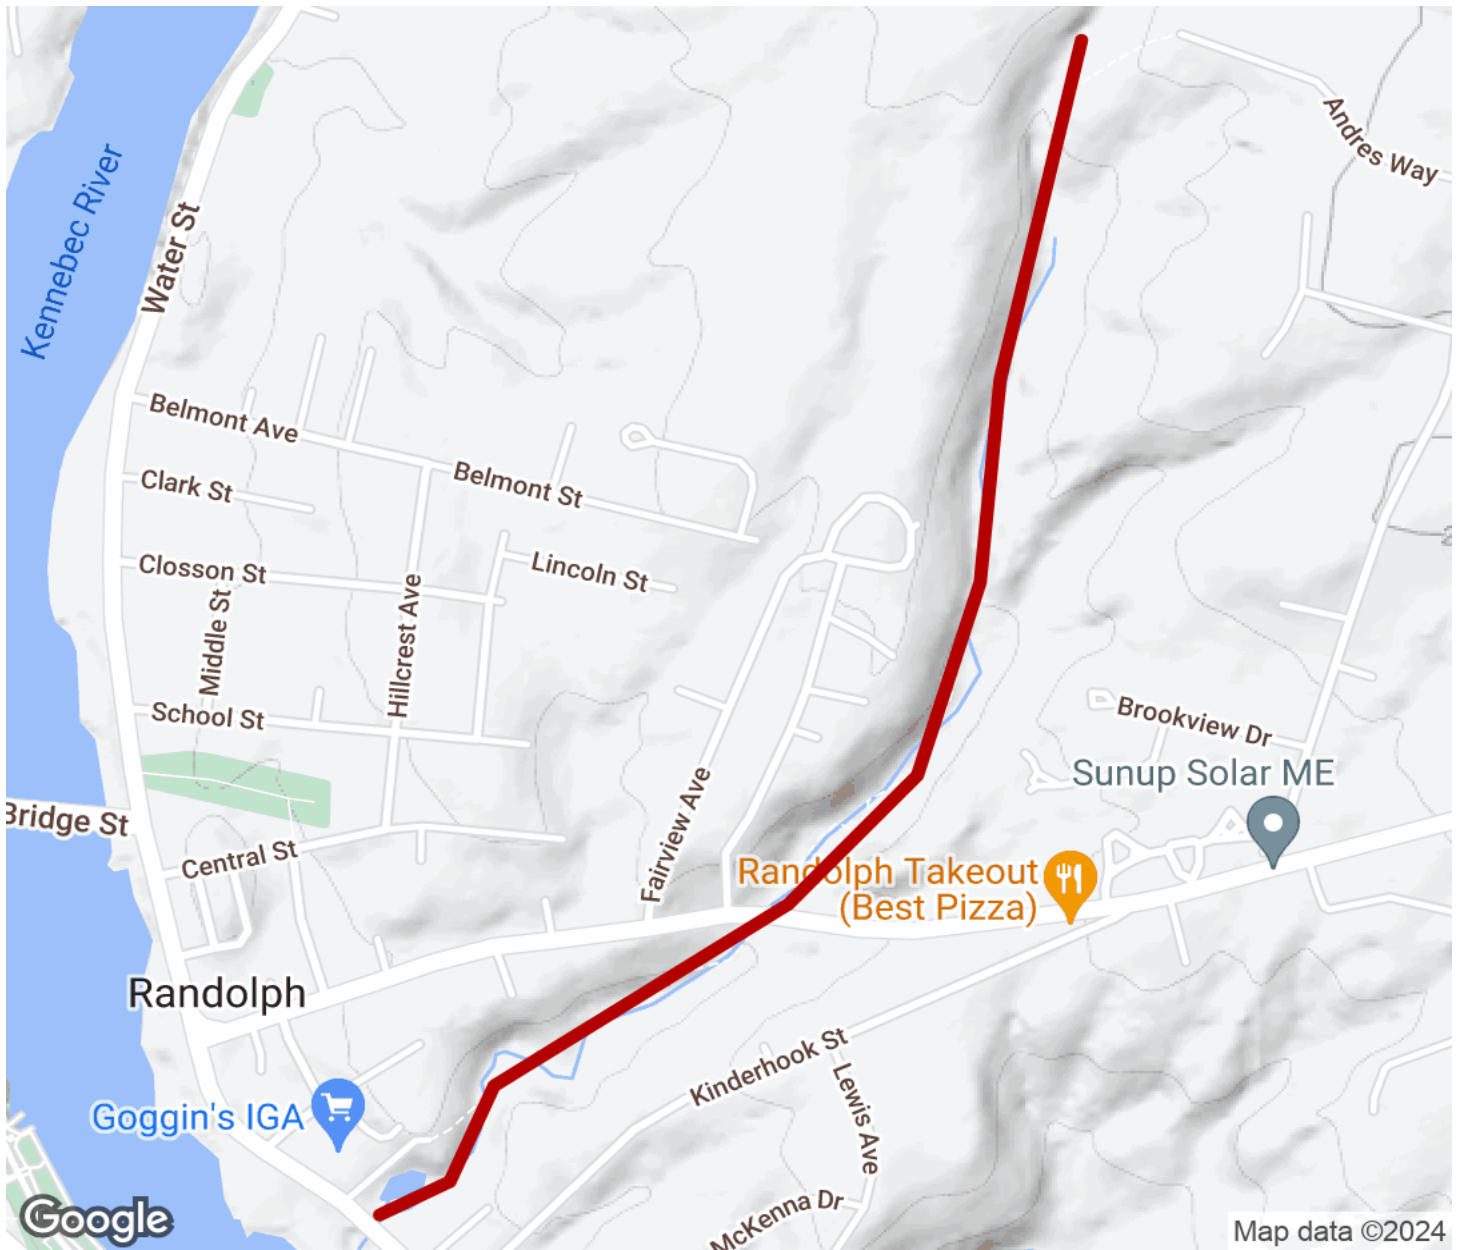 Andres Way
Kennebec River
Water St
Belmont Ave
Belmont St
Clark St
Closson St
Lincoln St
Middle St
Hillcrest Ave
School St
Brookview Dr
Sunup Solar ME
Bridge St
Central St
Fairview Ave
Randolph Takeout
(Best Pizza)
Randolph
Kinderhook St
Lewis Ave
Goggin's IGA
McKenna Dr
Google
Map data ©2024